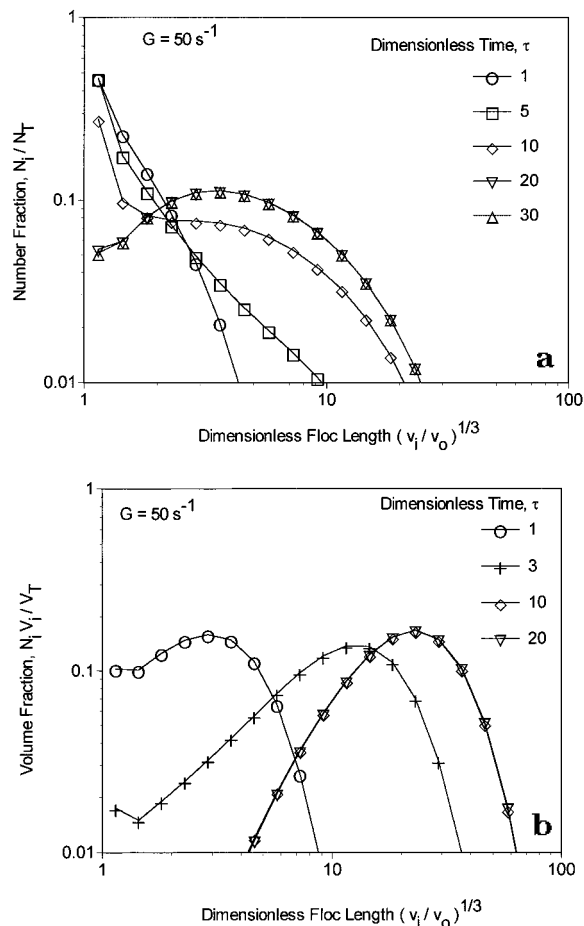 G = 50 s⁻¹
Dimensionless Time, τ
1
5
10
20
30
Number Fraction, Nᵢ / N_T
1
0.1
0.01
1
10
100
a
Dimensionless Floc Length ( vᵢ / vₒ )^1/3
G = 50 s⁻¹
Dimensionless Time, τ
1
3
10
20
Volume Fraction, NᵢVᵢ / V_T
1
0.1
0.01
1
10
100
b
Dimensionless Floc Length ( vᵢ / vₒ )^1/3